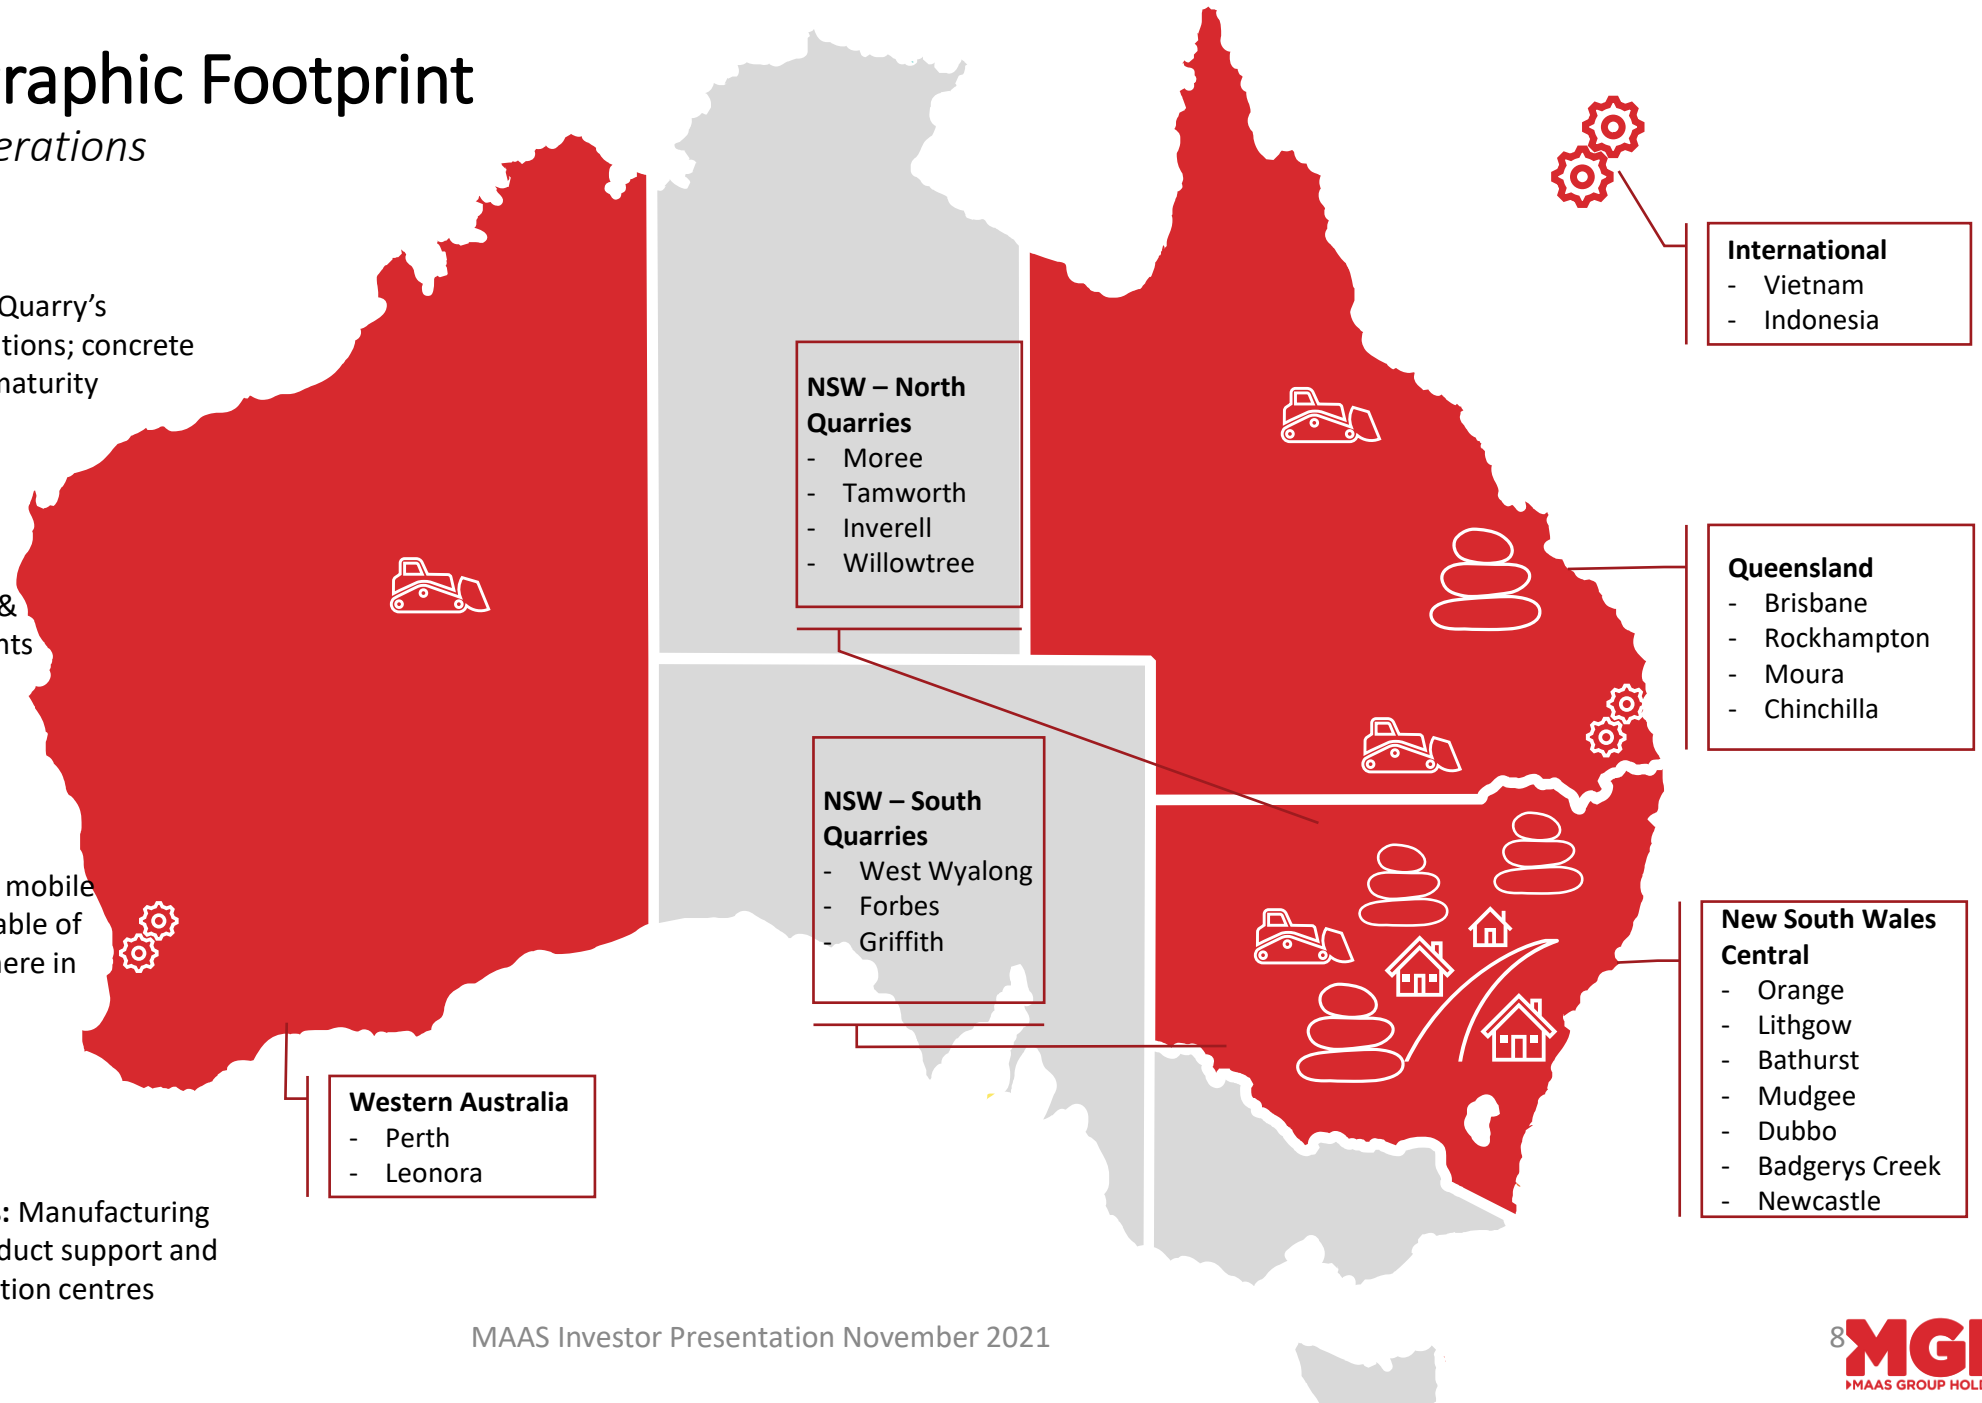 raphic Footprint
erations
Quarry's
tions; concrete
naturity
&
nts
mobile
able of
here in
s: Manufacturing
duct support and
tion centres
NSW – North
Quarries
- Moree
- Tamworth
- Inverell
- Willowtree
NSW – South
Quarries
- West Wyalong
- Forbes
- Griffith
Western Australia
- Perth
- Leonora
International
- Vietnam
- Indonesia
Queensland
- Brisbane
- Rockhampton
- Moura
- Chinchilla
New South Wales
Central
- Orange
- Lithgow
- Bathurst
- Mudgee
- Dubbo
- Badgerys Creek
- Newcastle
MAAS Investor Presentation November 2021
8
MG
MAAS GROUP HOL